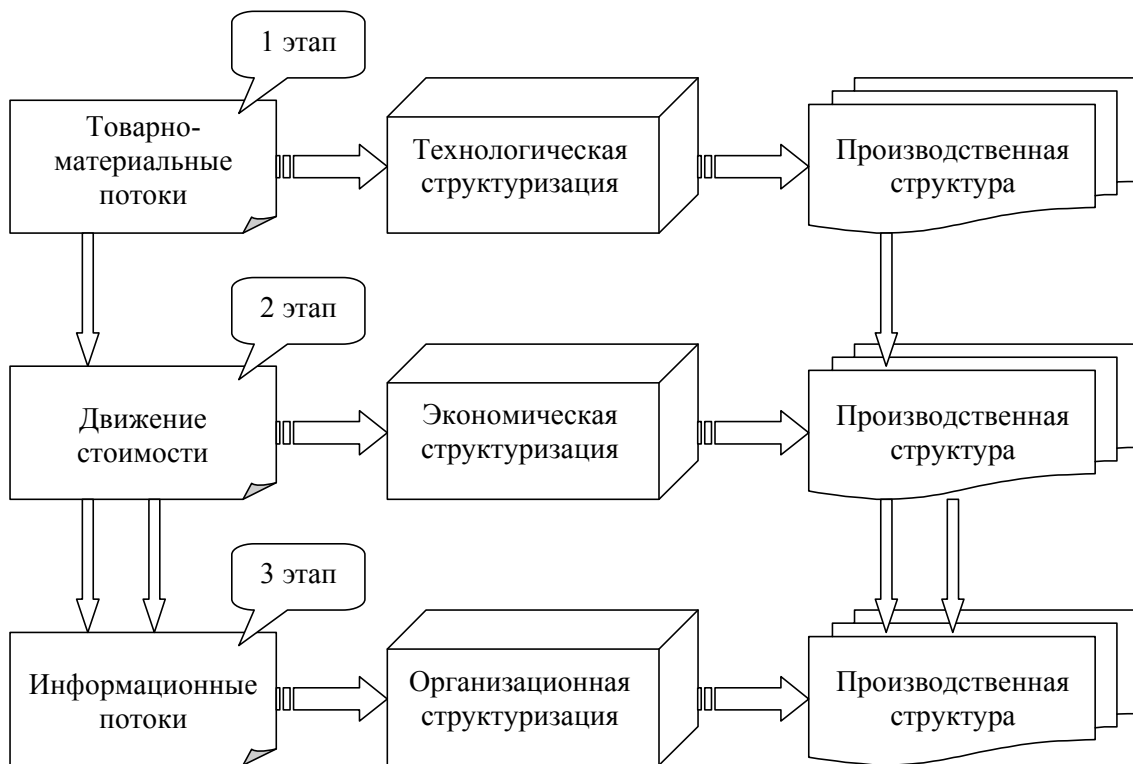 1 этап
Товарно-
материальные
потоки
Технологическая
структуризация
Производственная
структура
2 этап
Движение
стоимости
Экономическая
структуризация
Производственная
структура
3 этап
Информационные
потоки
Организационная
структуризация
Производственная
структура